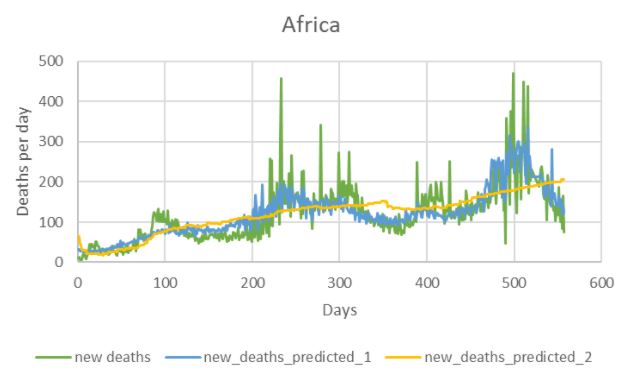 Africa
Deaths per day
500
400
300
200
100
0
0 100 200 300 400 500 600
Days
new deaths new_deaths_predicted_1 new_deaths_predicted_2